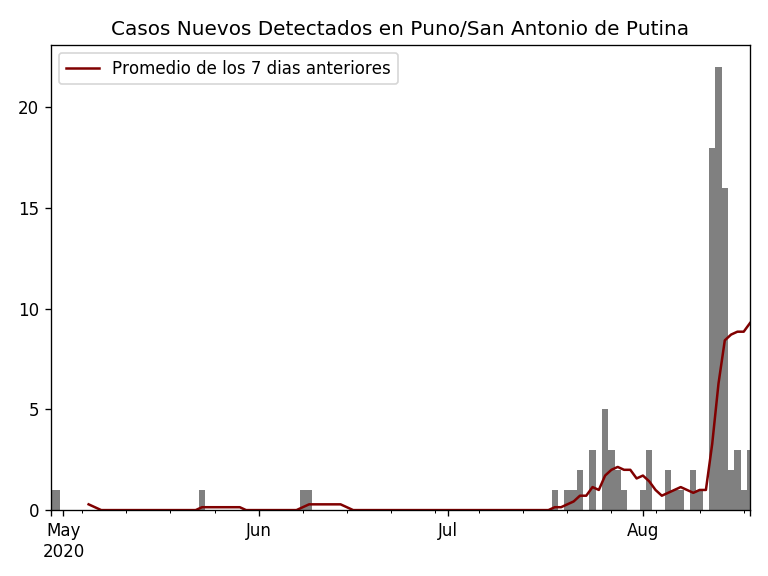 Casos Nuevos Detectados en Puno/San Antonio de Putina
Promedio de los 7 dias anteriores
20
15
10
5
0
May Jun Jul Aug
2020